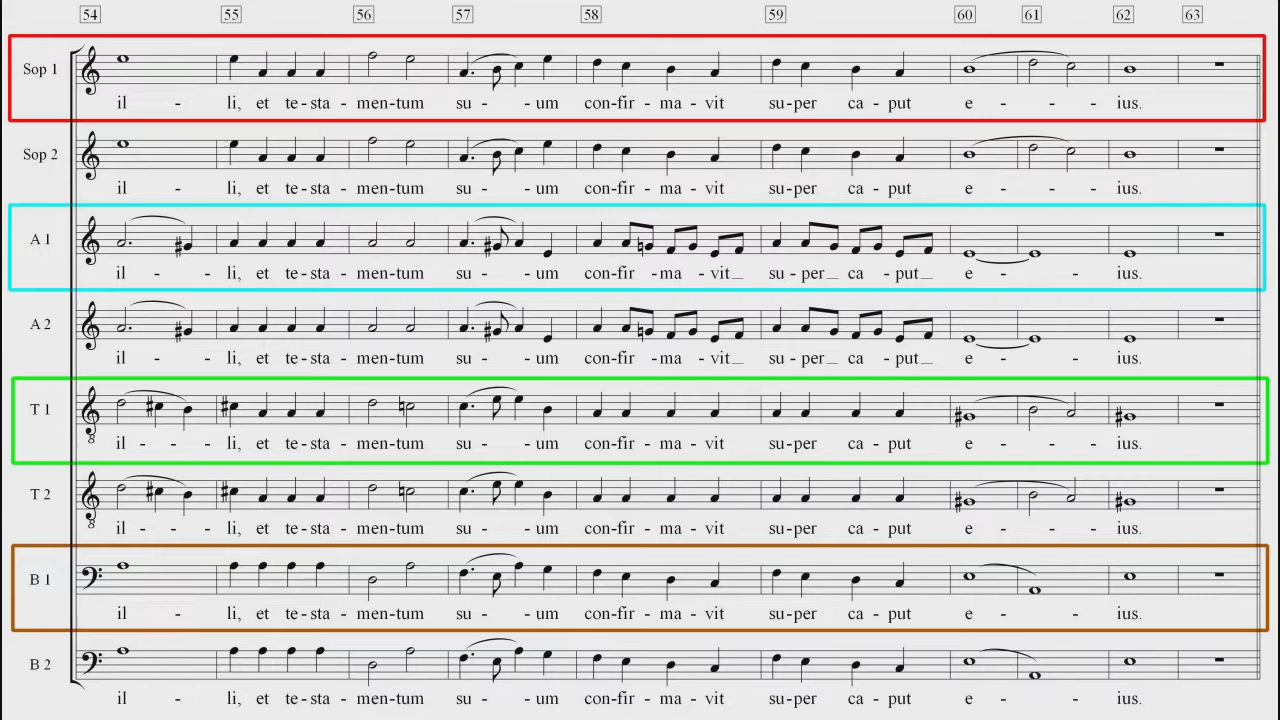 54 55 56 57 58 59 60 61 62 63
Sop 1
il - li, et te-sta - men-tum su - -um con-fir - ma - vit su-per ca - put e - - ius.
Sop 2
il - li, et te-sta - men-tum su - -um con-fir - ma - vit su-per ca - put e - - ius.
A 1
il - -li, et te-sta - men-tum su - -um con-fir -ma -vit_ su-per_ ca -put_ e - - ius.
A 2
il - -li, et te-sta - men-tum su - -um con-fir -ma -vit_ su-per_ ca -put_ e - - ius.
T 1
il - - -li, et te-sta - men-tum su - -um con-fir - ma - vit su-per ca - put e - - ius.
T 2
il - - -li, et te-sta - men-tum su - -um con-fir - ma - vit su-per ca - put e - - ius.
B 1
il - li, et te-sta - men-tum su - -um con-fir - ma - vit su-per ca - put e - - ius.
B 2
il - li, et te-sta - men-tum su - -um con-fir - ma - vit su-per ca - put e - - ius.